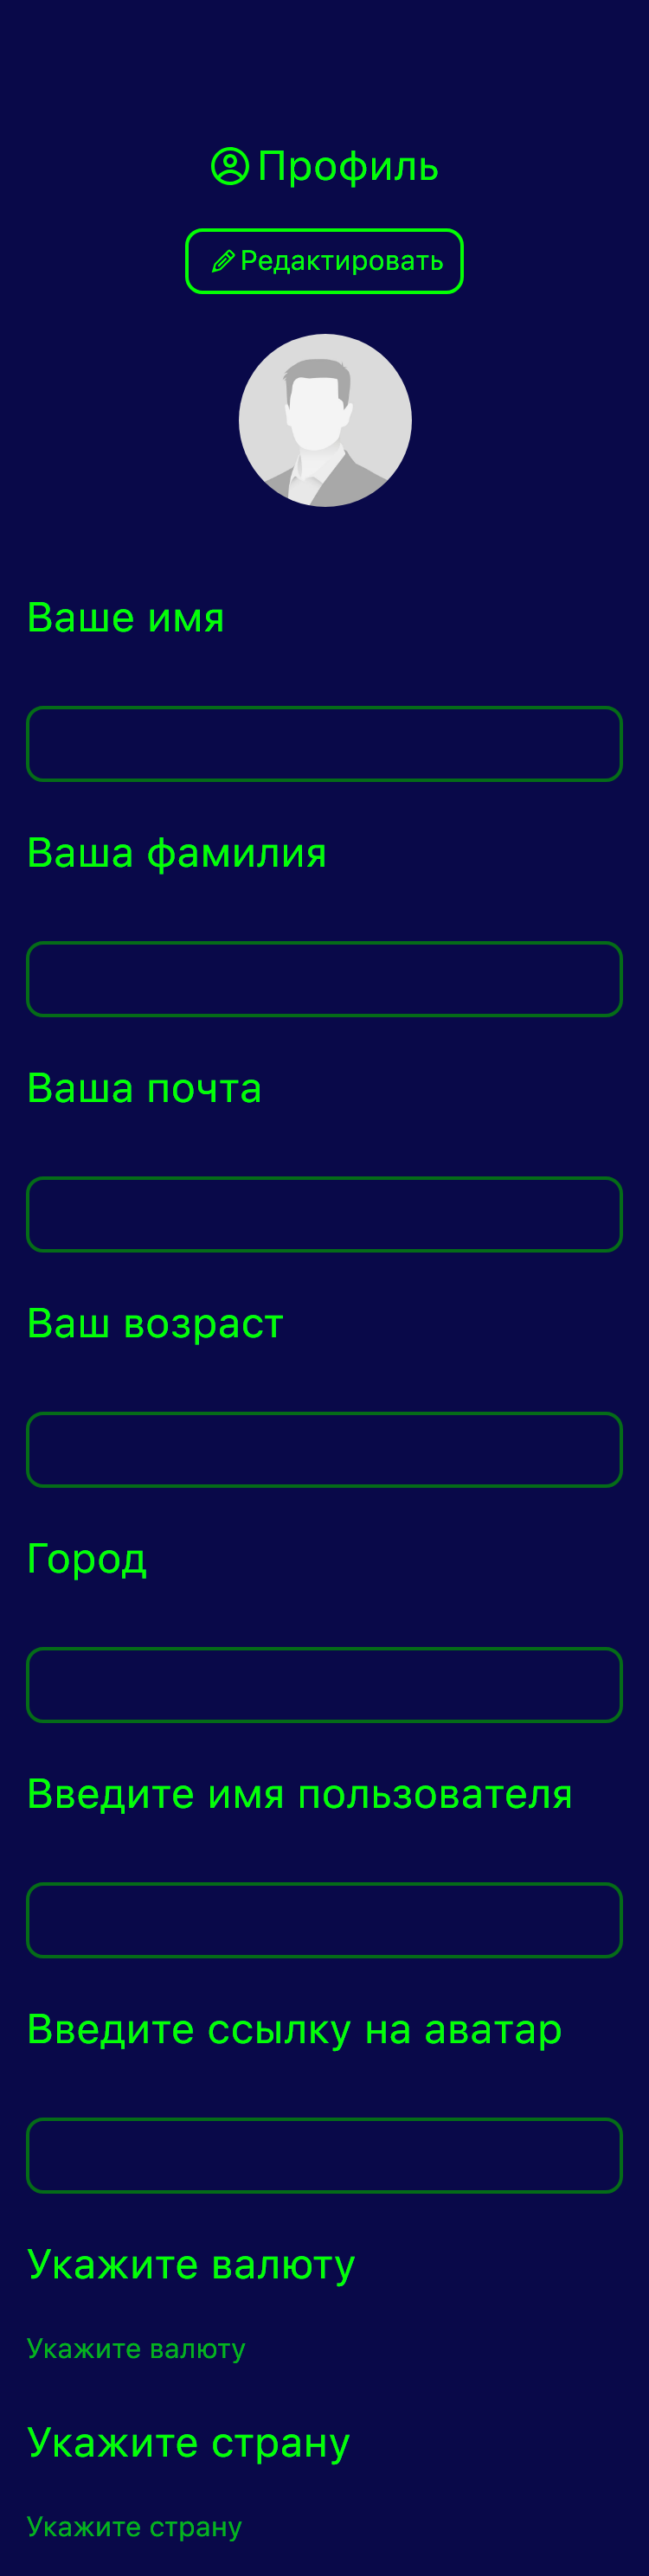 Профиль
Редактировать
Ваше имя
Ваша фамилия
Ваша почта
Ваш возраст
Город
Введите имя пользователя
Введите ссылку на аватар
Укажите валюту
Укажите валюту
Укажите страну
Укажите страну